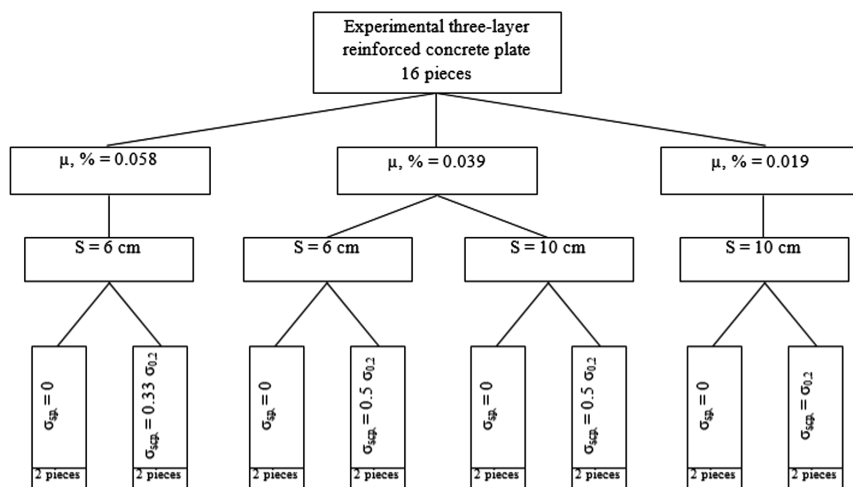 Experimental three-layer
reinforced concrete plate
16 pieces
μ, % = 0.058
μ, % = 0.039
μ, % = 0.019
S = 6 cm
S = 6 cm
S = 10 cm
S = 10 cm
σsp. = 0
σscp. = 0.33 σ0,2
σsp. = 0
σscp. = 0.5 σ0,2
σsp. = 0
σscp. = 0.5 σ0,2
σsp. = 0
σscp. = σ0,2
2 pieces
2 pieces
2 pieces
2 pieces
2 pieces
2 pieces
2 pieces
2 pieces